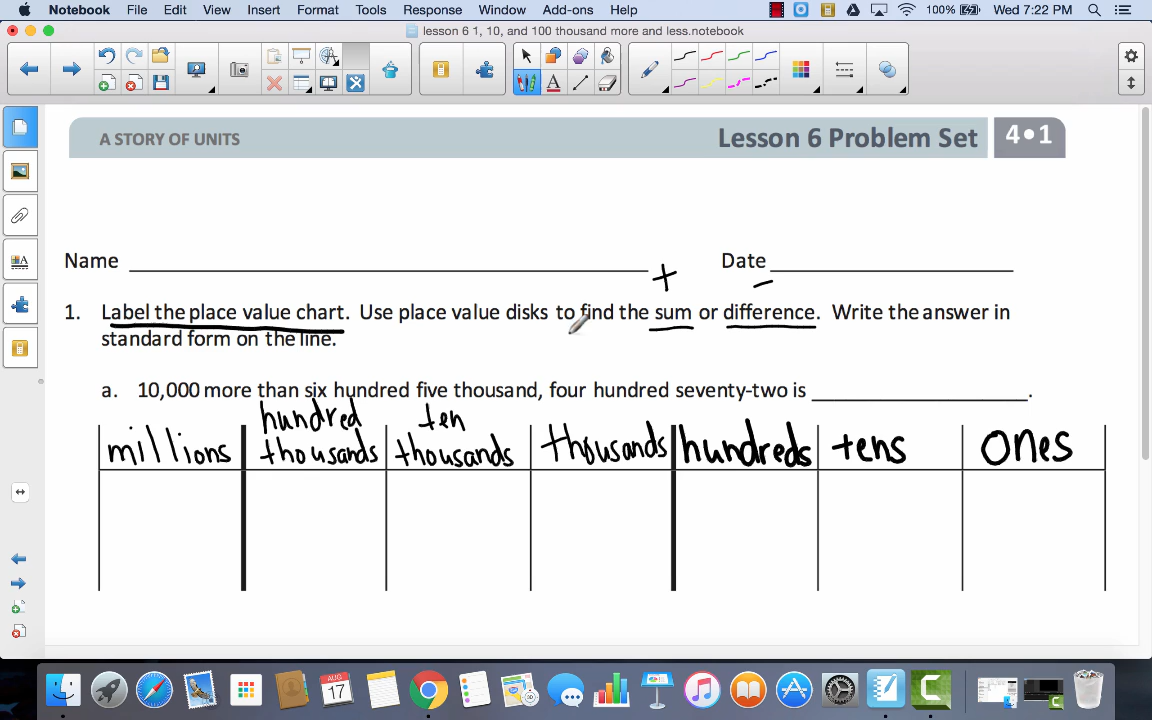 Notebook File Edit View Insert Format Tools Response Window Add-ons Help 100% Wed 7:22 PM
lesson 6 1, 10, and 100 thousand more and less.notebook
A STORY OF UNITS Lesson 6 Problem Set 4•1
Name Date
+ –
1. Label the place value chart. Use place value disks to find the sum or difference. Write the answer in
standard form on the line.
a. 10,000 more than six hundred five thousand, four hundred seventy-two is .
millions hundred thousands ten thousands thousands hundreds tens ones
AUG
17